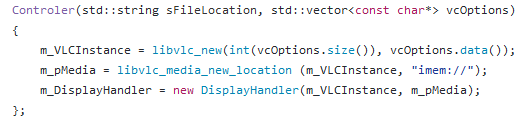 Controler(std::string sFileLocation, std::vector<const char*> vcOptions)
{
    m_VLCInstance = libvlc_new(int(vcOptions.size()), vcOptions.data());
    m_pMedia = libvlc_media_new_location (m_VLCInstance, "imem://");
    m_DisplayHandler = new DisplayHandler(m_VLCInstance, m_pMedia);
};